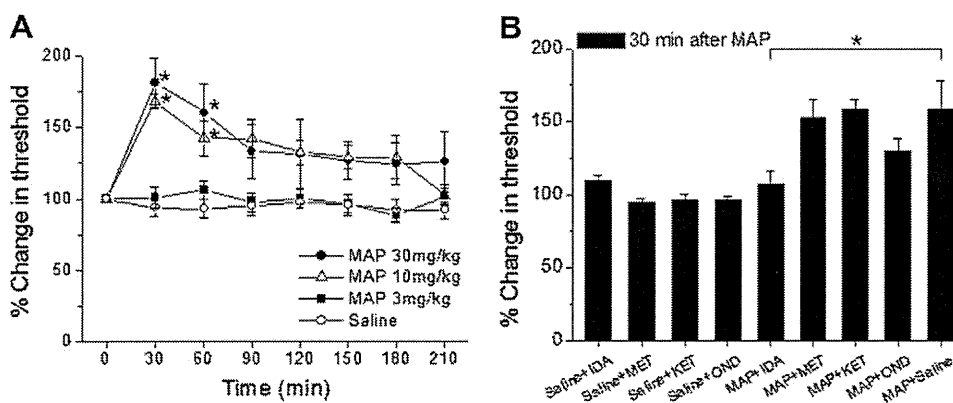 A
% Change in threshold
200
150
100
50
0
*
*
*
*
MAP 30mg/kg
MAP 10mg/kg
MAP 3mg/kg
Saline
0 30 60 90 120 150 180 210
Time (min)
B
% Change in threshold
200
150
100
50
0
30 min after MAP
*
Saline+IDA
Saline+MET
Saline+KET
Saline+OND
MAP+IDA
MAP+MET
MAP+KET
MAP+OND
MAP+Saline